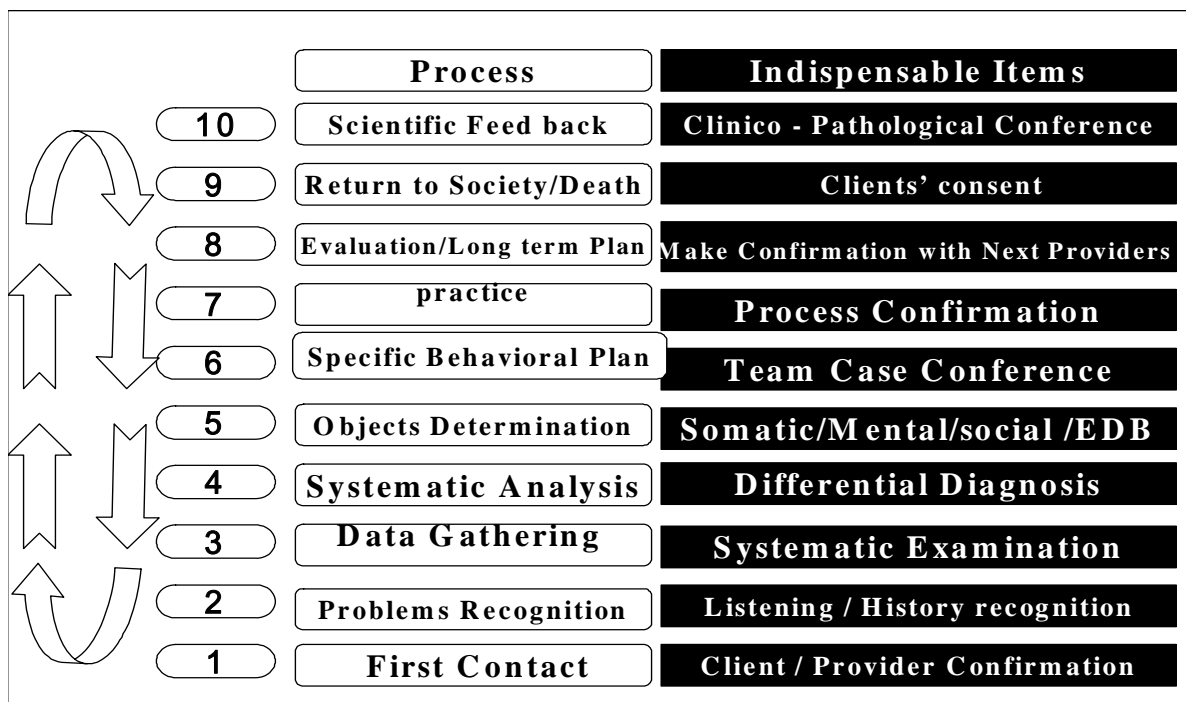 Process Indispensable Items
10 Scientific Feed back Clinico - Pathological Conference
9 Return to Society/Death Clients’ consent
8 Evaluation/Long term Plan Make Confirmation with Next Providers
7 practice Process Confirmation
6 Specific Behavioral Plan Team Case Conference
5 Objects Determination Somatic/Mental/social /EDB
4 Systematic Analysis Differential Diagnosis
3 Data Gathering Systematic Examination
2 Problems Recognition Listening / History recognition
1 First Contact Client / Provider Confirmation